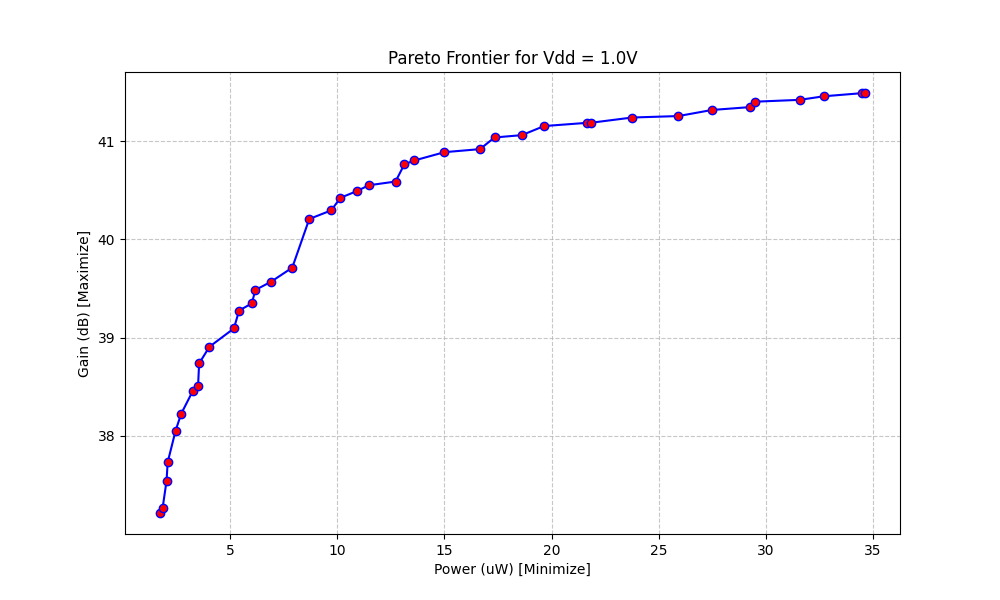 Pareto Frontier for Vdd = 1.0V
Gain (dB) [Maximize]
41
40
39
38
5 10 15 20 25 30 35
Power (uW) [Minimize]